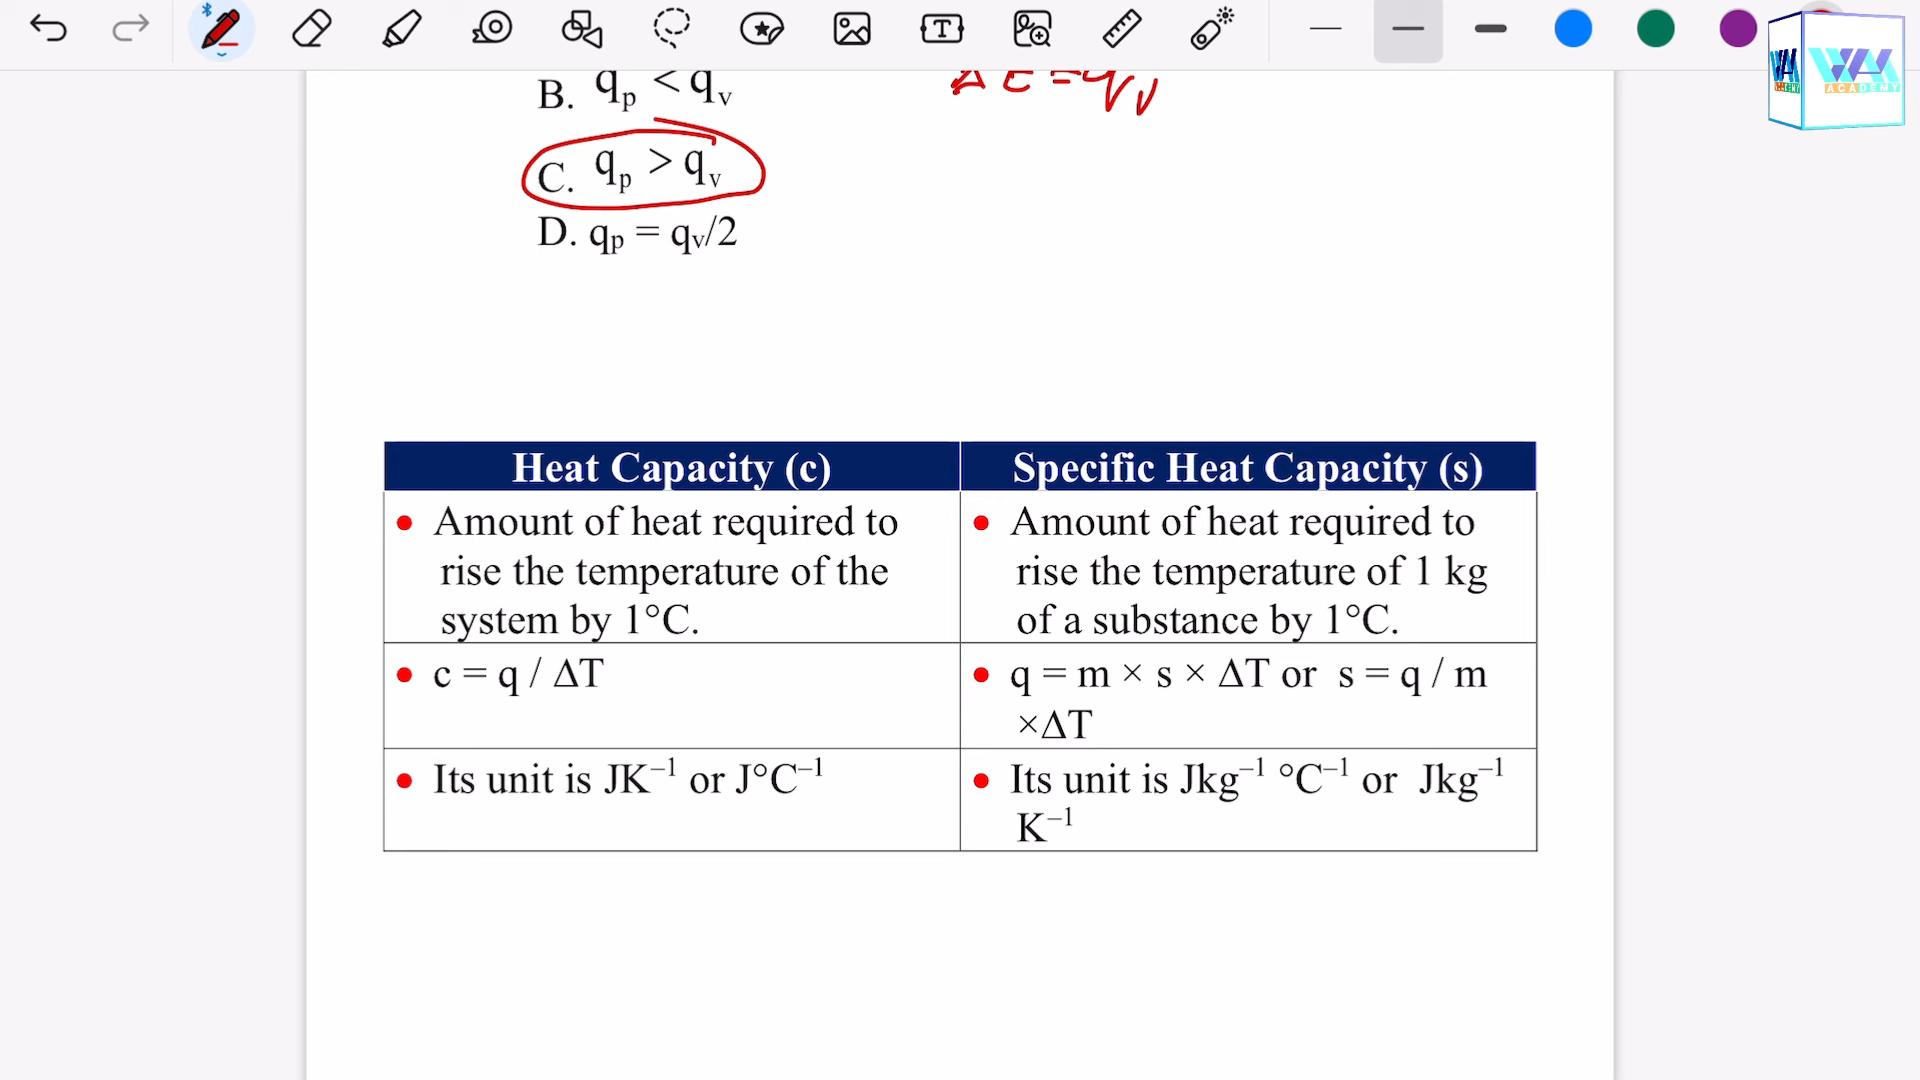 B. qₚ < qᵥ
ΔE = qv
C. qₚ > qᵥ
D. qₚ = qᵥ/2
Heat Capacity (c)
Specific Heat Capacity (s)
• Amount of heat required to
rise the temperature of the
system by 1°C.
• Amount of heat required to
rise the temperature of 1 kg
of a substance by 1°C.
• c = q / ΔT
• q = m × s × ΔT or s = q / m
×ΔT
• Its unit is JK⁻¹ or J°C⁻¹
• Its unit is Jkg⁻¹ °C⁻¹ or Jkg⁻¹
K⁻¹
WM
ACADEMY